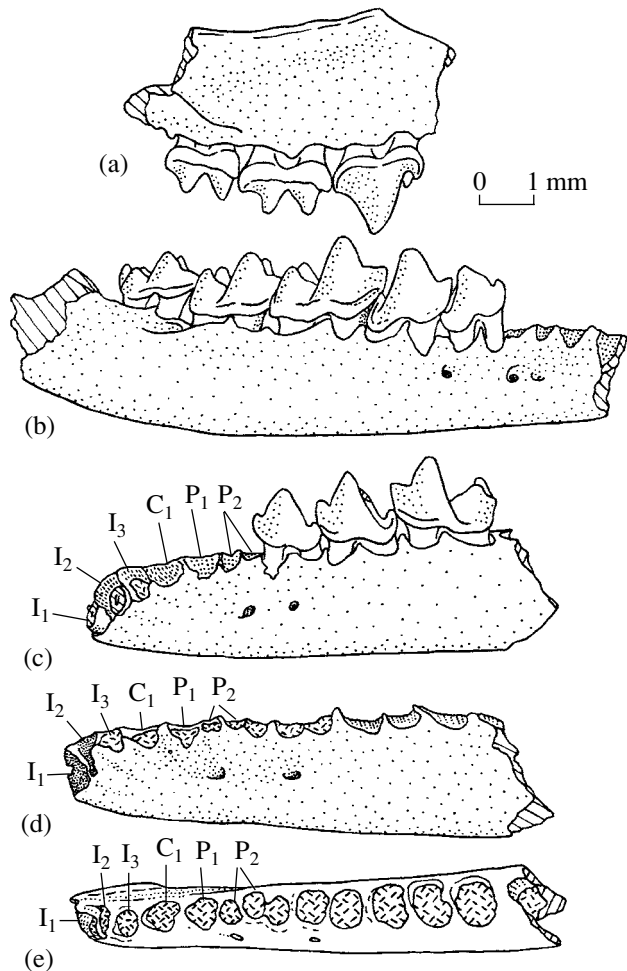 (a)
0 1 mm
(b)
I₁ I₂ I₃ C₁ P₁ P₂
(c)
I₁ I₂ I₃ C₁ P₁ P₂
(d)
I₁ I₂ I₃ C₁ P₁ P₂
(e)